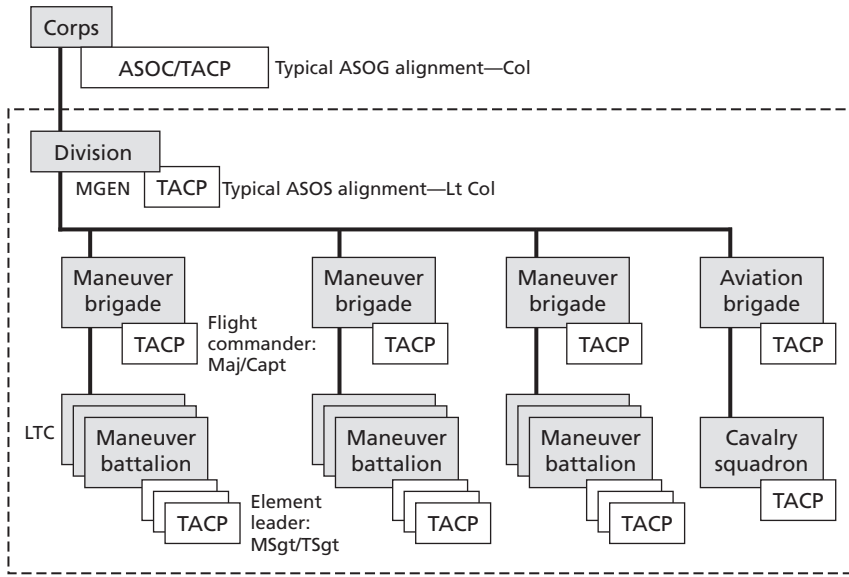 Corps
ASOC/TACP
Typical ASOG alignment—Col
Division
MGEN
TACP
Typical ASOS alignment—Lt Col
Maneuver
brigade
TACP
Flight
commander:
Maj/Capt
Maneuver
brigade
TACP
Maneuver
brigade
TACP
Aviation
brigade
TACP
LTC
Maneuver
battalion
TACP
Element
leader:
MSgt/TSgt
Maneuver
battalion
TACP
Maneuver
battalion
TACP
Cavalry
squadron
TACP